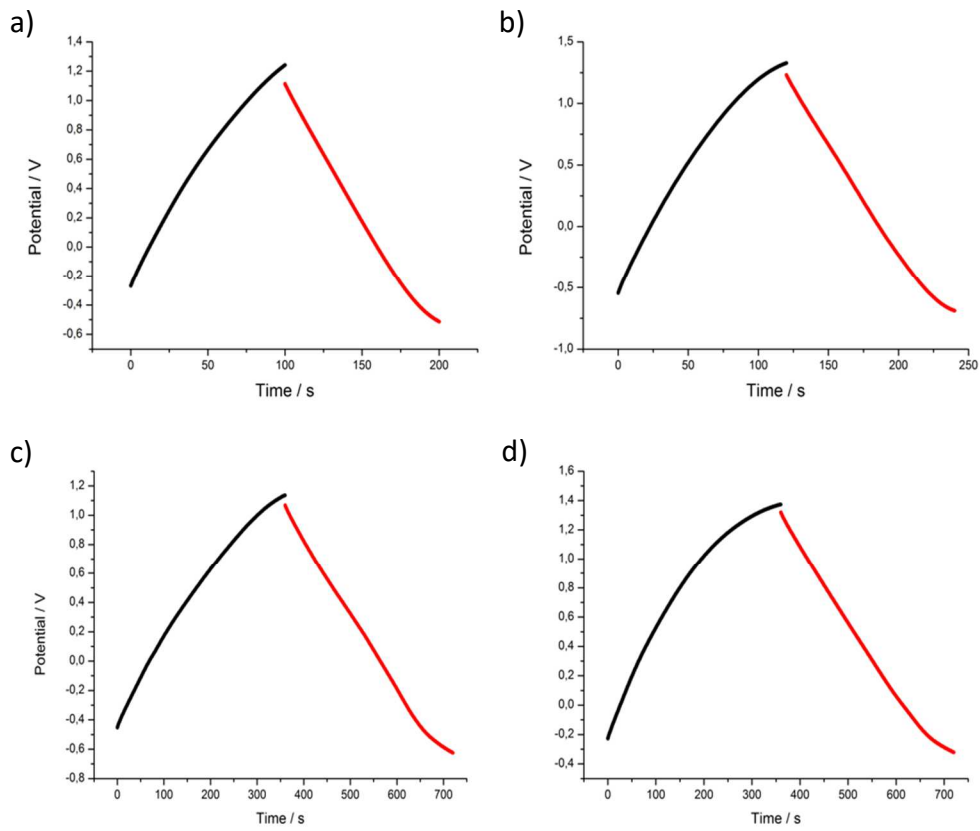 a)
1,4
1,2
1,0
0,8
0,6
0,4
0,2
0,0
-0,2
-0,4
-0,6
Potential / V
0 50 100 150 200
Time / s
b)
1,5
1,0
0,5
0,0
-0,5
-1,0
Potential / V
0 50 100 150 200 250
Time / s
c)
1,2
1,0
0,8
0,6
0,4
0,2
0,0
-0,2
-0,4
-0,6
-0,8
Potential / V
0 100 200 300 400 500 600 700
Time / s
d)
1,6
1,4
1,2
1,0
0,8
0,6
0,4
0,2
0,0
-0,2
-0,4
Potential / V
0 100 200 300 400 500 600 700
Time / s